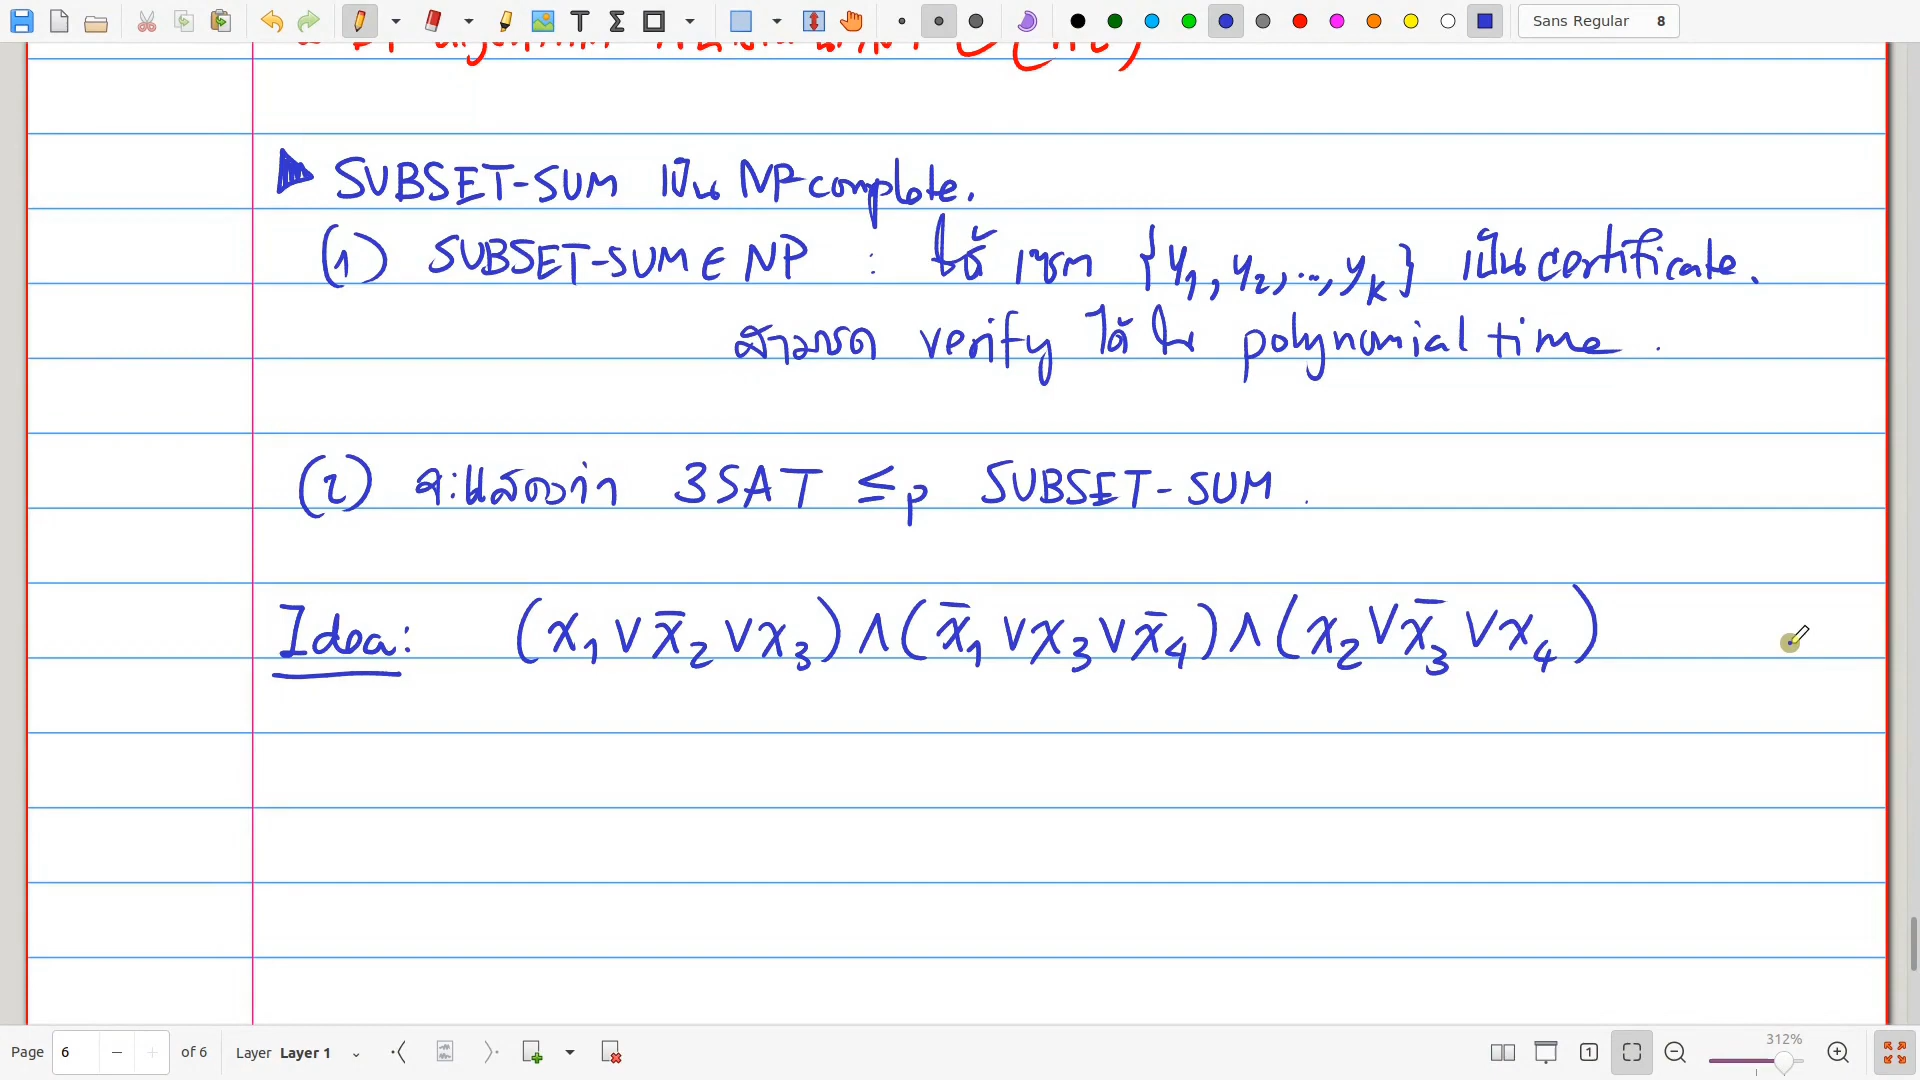 Sans Regular 8
algorithm
▶ SUBSET-SUM เป็น NP-complete.
(1) SUBSET-SUM ∈ NP : ใช้ เซต {y₁, y₂, ..., yₖ} เป็น certificate.
สามารถ verify ได้ใน polynomial time.
(2) จะแสดงว่า 3SAT ≤ₚ SUBSET-SUM.
Idea: (x₁ ∨ x̄₂ ∨ x₃) ∧ (x̄₁ ∨ x₃ ∨ x̄₄) ∧ (x₂ ∨ x̄₃ ∨ x₄)
312%
Page 6 of 6 Layer Layer 1